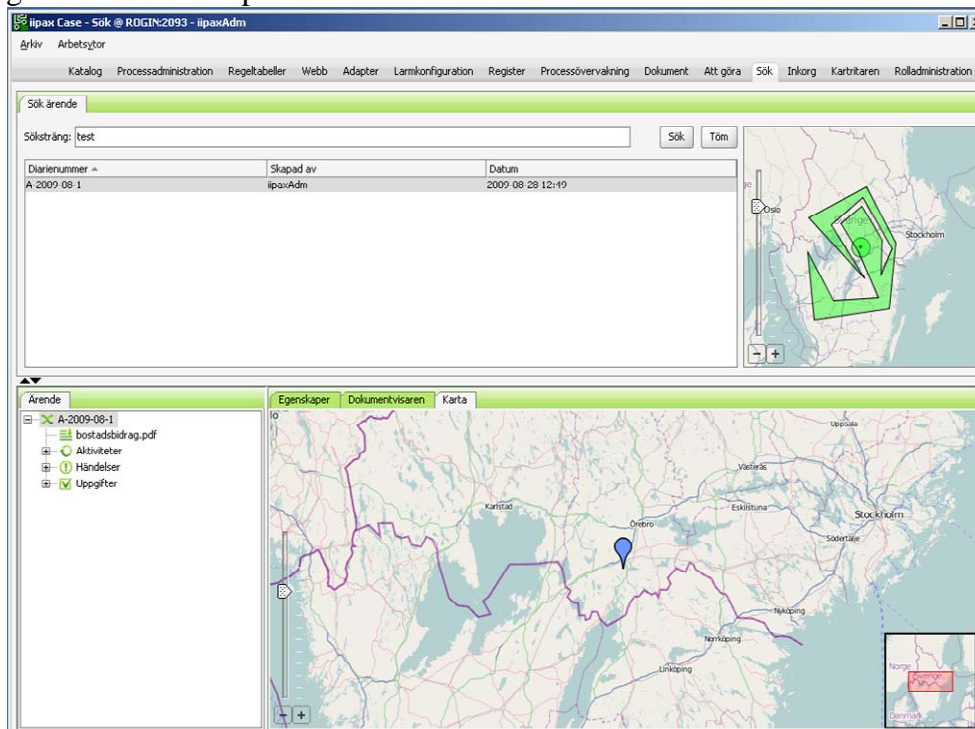 iipax Case - Sök @ ROGIN:2093 - iipaxAdm
Arkiv Arbetsytor
Katalog Processadministration Regeltabeller Webb Adapter Larmkonfiguration Register Processövervakning Dokument Att göra Sök Inkorg Kartritaren Rolladministration
Sök ärende
Söksträng: test Sök Töm
Diarienummer Skapad av Datum
A-2009-08-1 iipaxAdm 2009-08-28 12:49
Oslo
Sverige
Stockholm
Ärende
A-2009-08-1
bostadsbidrag.pdf
Aktiviteter
Händelser
Uppgifter
Egenskaper Dokumentvisaren Karta
lo
Uppsala
Västerås
Karlstad
Eskilstuna
Stockholm
Örebro
Södertälje
Nyköping
Norrköping
Linköping
Norge
Sverige
Danmark